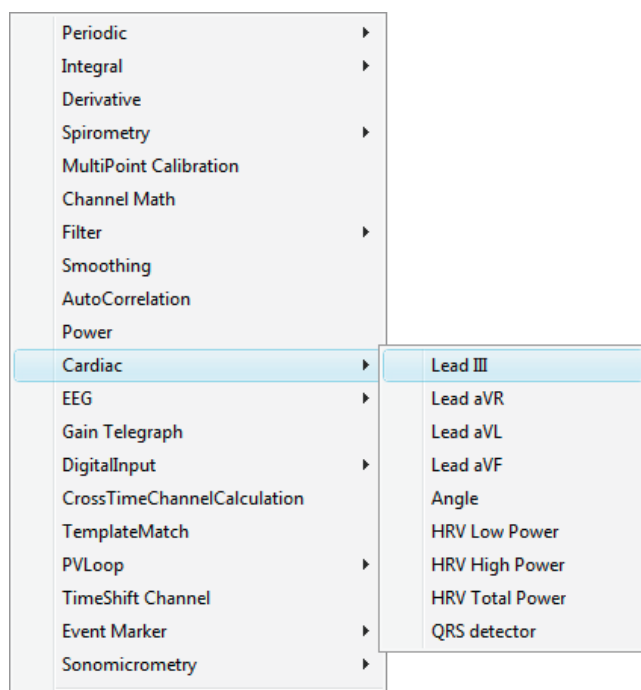 Periodic
Integral
Derivative
Spirometry
MultiPoint Calibration
Channel Math
Filter
Smoothing
AutoCorrelation
Power
Cardiac
EEG
Gain Telegraph
DigitalInput
CrossTimeChannelCalculation
TemplateMatch
PVLoop
TimeShift Channel
Event Marker
Sonomicrometry
Lead III
Lead aVR
Lead aVL
Lead aVF
Angle
HRV Low Power
HRV High Power
HRV Total Power
QRS detector